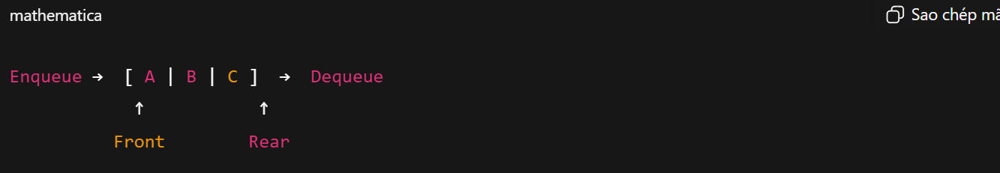 mathematica
Sao chép mã
Enqueue → [ A | B | C ] → Dequeue
↑ ↑
Front Rear